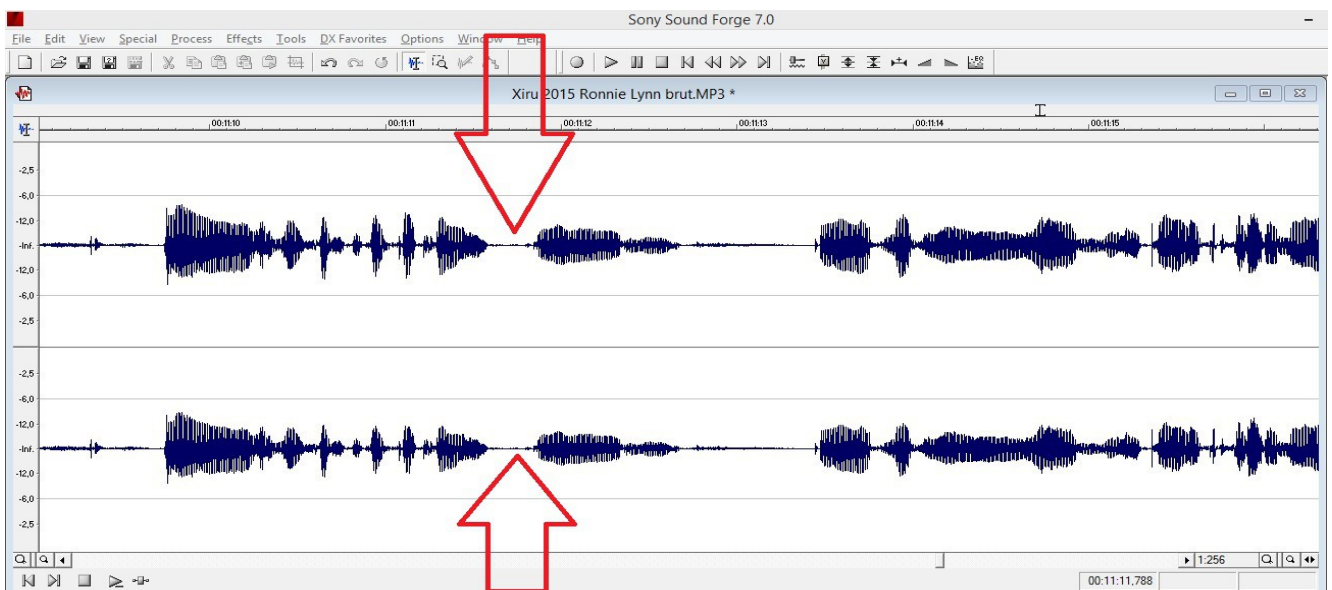 Sony Sound Forge 7.0
File Edit View Special Process Effects Tools DX Favorites Options Window Help
Xiru 2015 Ronnie Lynn brut.MP3 *
,00:11:10 ,00:11:11 ,00:11:12 ,00:11:13 ,00:11:14 ,00:11:15
-2,5
-6,0
-12,0
-Inf.
-12,0
-6,0
-2,5
-2,5
-6,0
-12,0
-Inf.
-12,0
-6,0
-2,5
1:256
00:11:11,788